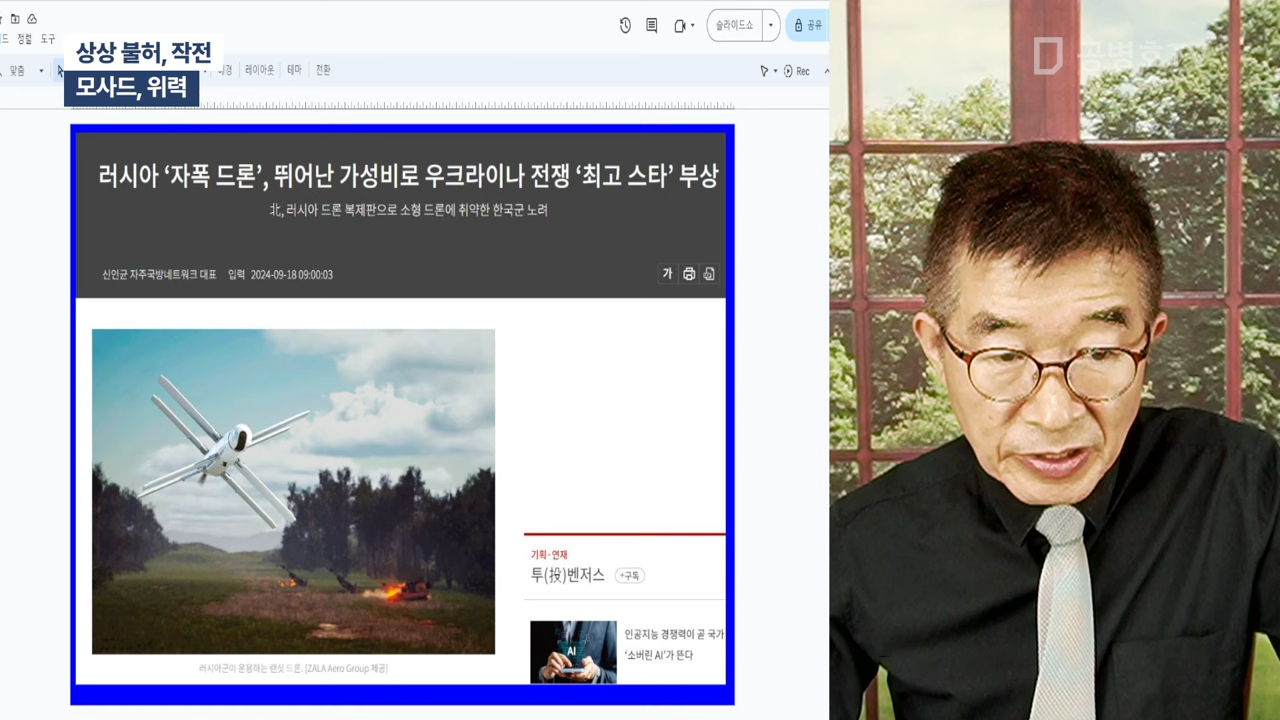 정렬 도구
상상 불허, 작전
모사드, 위력
맞춤
레이아웃 테마 전환
슬라이드쇼
공유
Rec
러시아 ‘자폭 드론’, 뛰어난 가성비로 우크라이나 전쟁 ‘최고 스타’ 부상
北, 러시아 드론 복제판으로 소형 드론에 취약한 한국군 노려
신인균 자주국방네트워크 대표 입력 2024-09-18 09:00:03
가
기획·연재
투(投)벤저스 +구독
AI
인공지능 경쟁력이 곧 국가
‘소버린 AI’가 뜬다
러시아군이 운용하는 랜싯 드론. [ZALA Aero Group 제공]